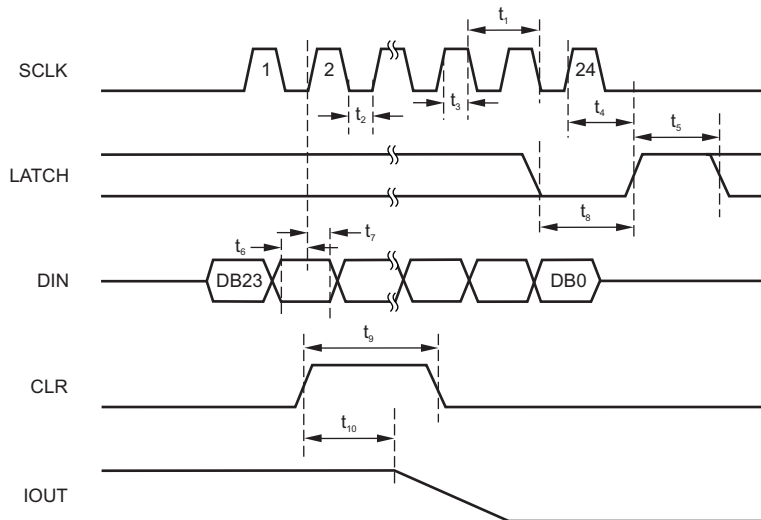 t₁
SCLK
1
2
24
t₂
t₃
t₄
t₅
LATCH
t₈
t₆
t₇
DIN
DB23
DB0
t₉
CLR
t₁₀
IOUT